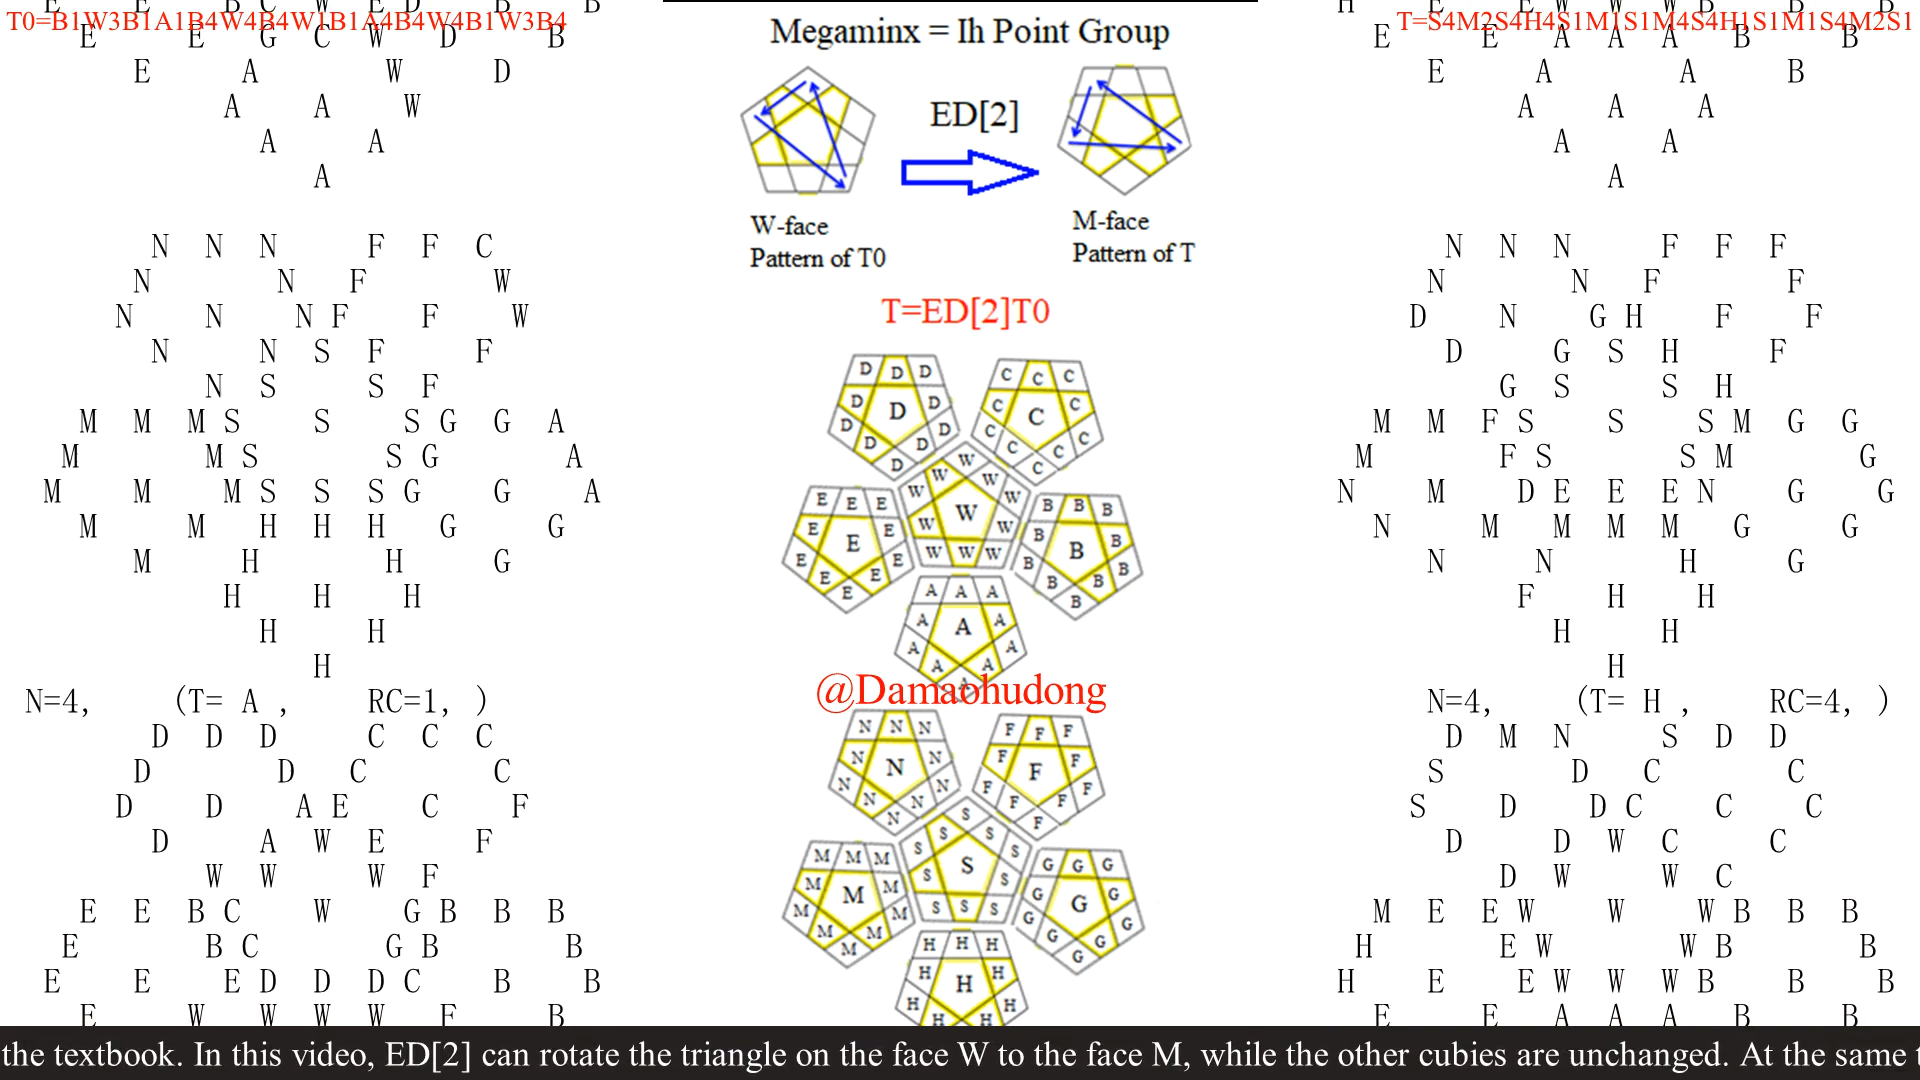 T0=B1W3B1A1B4W4B4W1B1A4B4W4B1W3B4
E E G C W D B
E A W D
A A W
A A
A
N N N F F C
N N F W
N N N F F W
N N S F F
N S S F
M M M S S S G G A
M M S S G A
M M M S S S G G A
M M H H H G G
M H H G
H H H
H H
H
N=4, (T= A , RC=1, )
D D D C C C
D D C C
D D A E C F
D A W E F
W W W F
E E B C W G B B B
E B C G B B
E E E D D D C B B
E W W W W F B
Megaminx = Ih Point Group
ED[2]
W-face
Pattern of T0
M-face
Pattern of T
T=ED[2]T0
D D D D D D D D D D D
C C C C C C C C C C C
W W W W W W W W W W W
E E E E E E E E E E E
B B B B B B B B B B B
A A A A A A A A A A A
@Damaohudong
N N N N N N N N N N N
F F F F F F F F F F F
S S S S S S S S S S S
M M M M M M M M M M M
G G G G G G G G G G G
H H H H H H H H H H
T=S4M2S4H4S1M1S1M4S4H1S1M1S4M2S1
E E A A A B B
E A A B
A A A
A A
A
N N N F F F
N N F F
D N G H F F
D G S H F
G S S H
M M F S S S M G G
M F S S M G
N M D E E E N G G
N M M M M G G
N N H G
F H H
H H
H
N=4, (T= H , RC=4, )
D M N S D D
S D C C
S D D C C C
D D W C C
D W W C
M E E W W W B B B
H E W W B B
H E E W W W B B B
E E A A A B B
the textbook. In this video, ED[2] can rotate the triangle on the face W to the face M, while the other cubies are unchanged. At the same